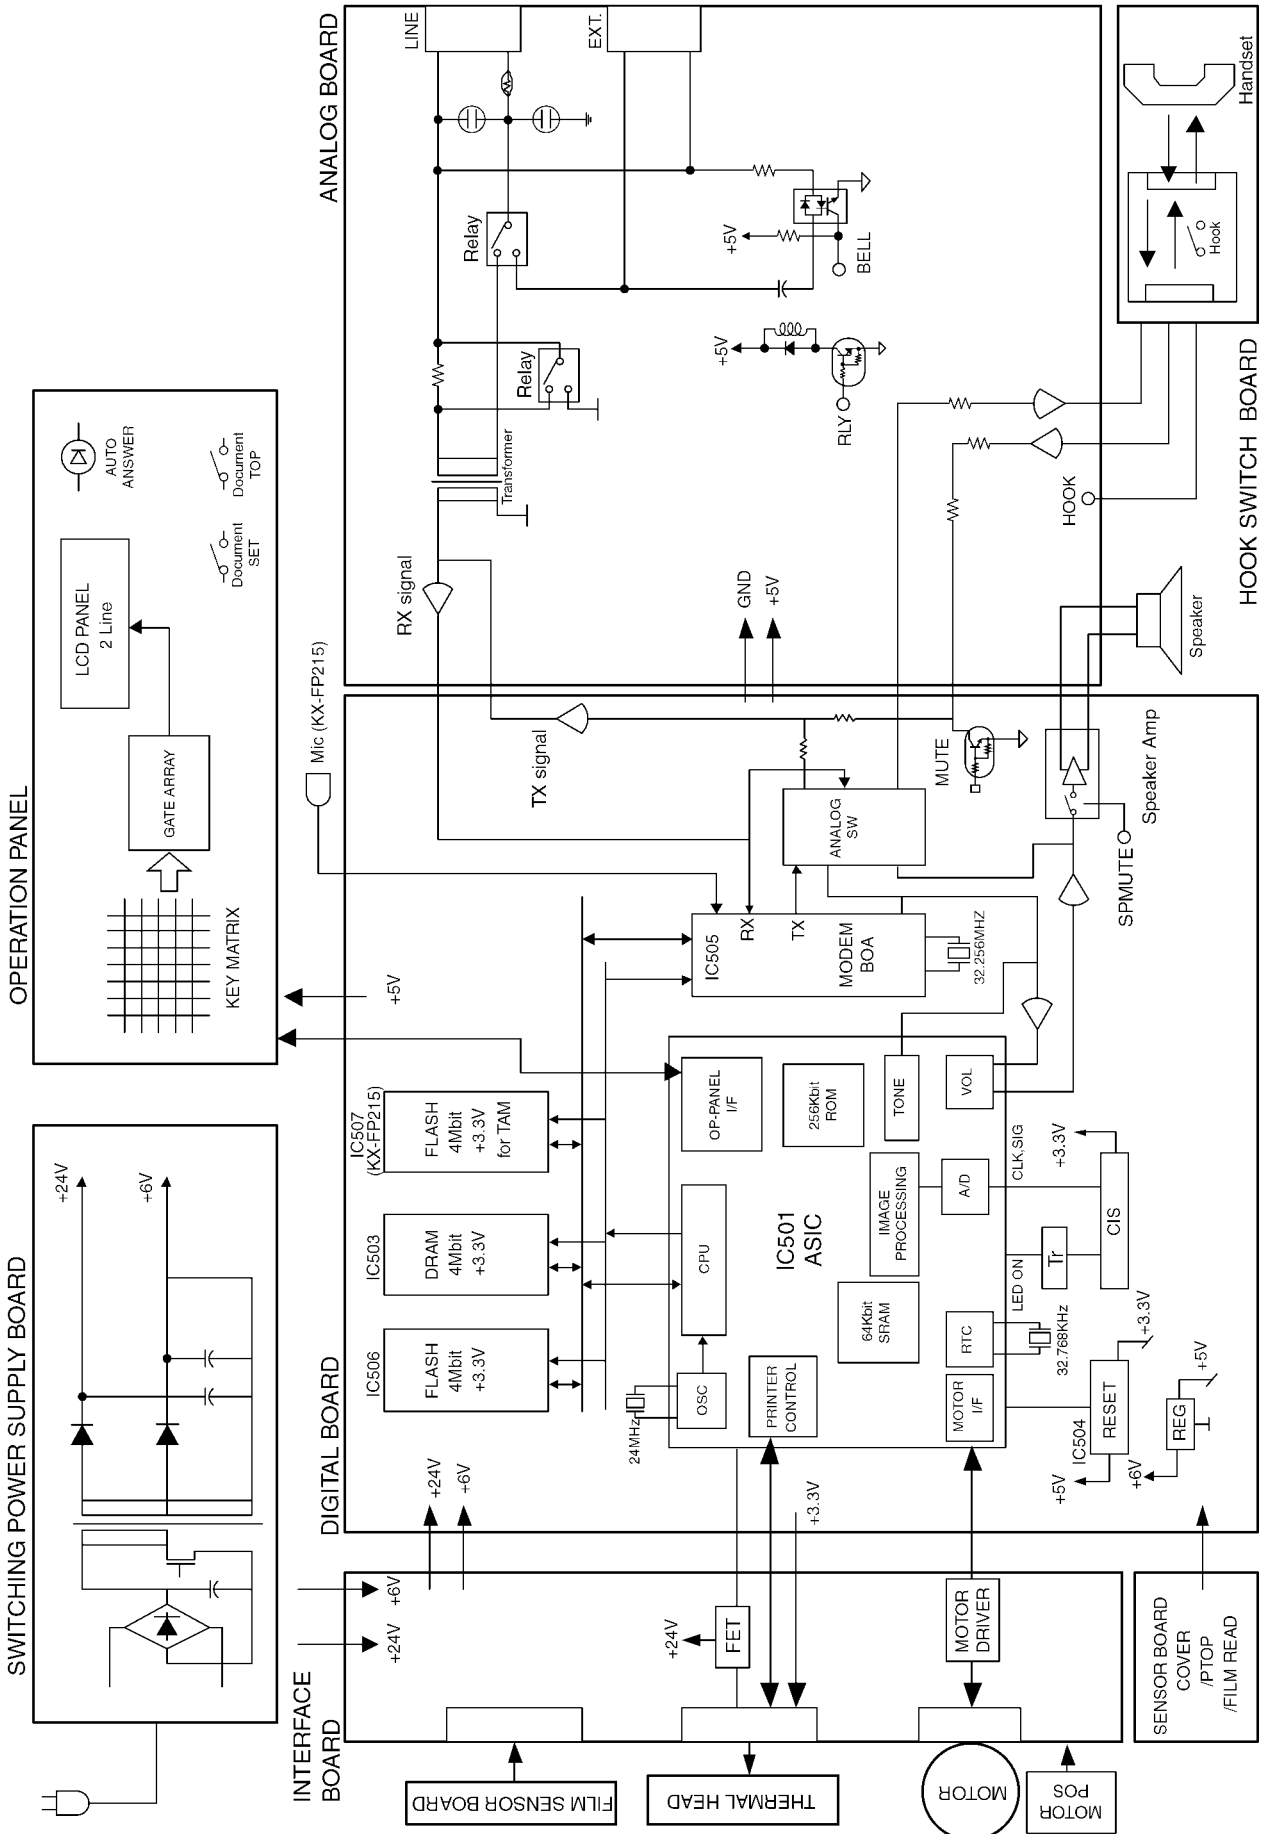 SWITCHING POWER SUPPLY BOARD
+24V
+6V
OPERATION PANEL
KEY MATRIX
GATE ARRAY
LCD PANEL
2 Line
AUTO
ANSWER
Document
SET
Document
TOP
INTERFACE
BOARD
+24V
+6V
+24V
FET
MOTOR
DRIVER
FILM SENSOR BOARD
THERMAL HEAD
MOTOR
MOTOR
POS
SENSOR BOARD
COVER
/PTOP
/FILM READ
DIGITAL BOARD
+24V
+6V
+3.3V
IC506
FLASH
4Mbit
+3.3V
IC503
DRAM
4Mbit
+3.3V
IC507
(KX-FP215)
FLASH
4Mbit
+3.3V
for TAM
+5V
Mic (KX-FP215)
24MHz
OSC
CPU
OP-PANEL
I/F
PRINTER
CONTROL
IC501
ASIC
256Kbit
ROM
64Kbit
SRAM
IMAGE
PROCESSING
TONE
MOTOR
I/F
RTC
A/D
VOL
32.768KHz
LED ON
Tr
CLK,SIG
CIS
+3.3V
IC504
RESET
+5V
+3.3V
+6V
REG
+5V
IC505
RX
TX
MODEM
BOA
32.256MHZ
ANALOG
SW
TX signal
MUTE
SPMUTE
Speaker Amp
Speaker
ANALOG BOARD
LINE
EXT.
RX signal
Transformer
Relay
Relay
GND
+5V
+5V
RLY
+5V
BELL
HOOK
HOOK SWITCH BOARD
Hook
Handset